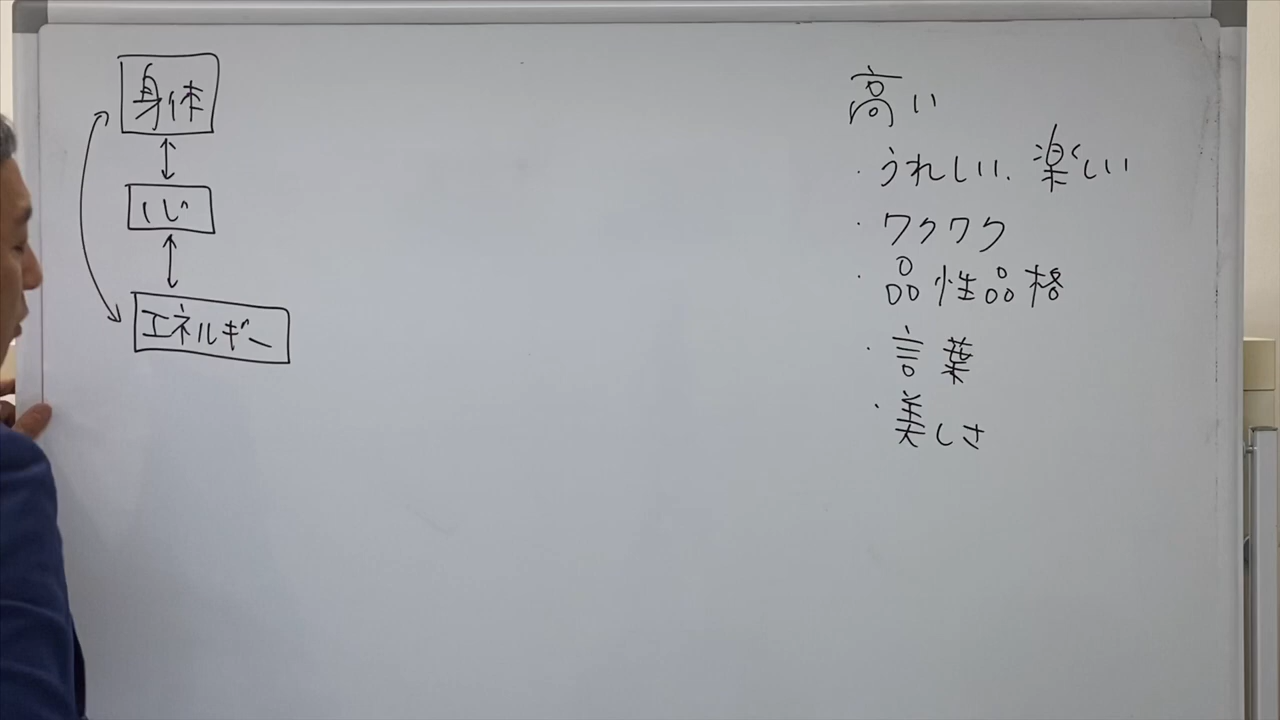 身体
心
エネルギー
高い
・うれしい、楽しい
・ワクワク
・品性品格
・言葉
・美しさ